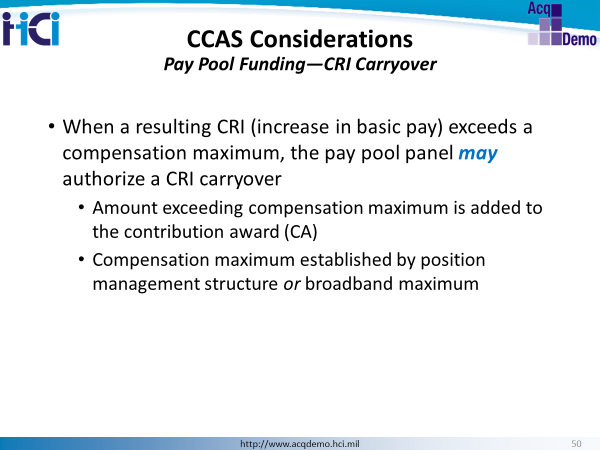 HCI
Acq
Demo
CCAS Considerations
Pay Pool Funding—CRI Carryover
• When a resulting CRI (increase in basic pay) exceeds a
compensation maximum, the pay pool panel may
authorize a CRI carryover
• Amount exceeding compensation maximum is added to
the contribution award (CA)
• Compensation maximum established by position
management structure or broadband maximum
http://www.acqdemo.hci.mil
50